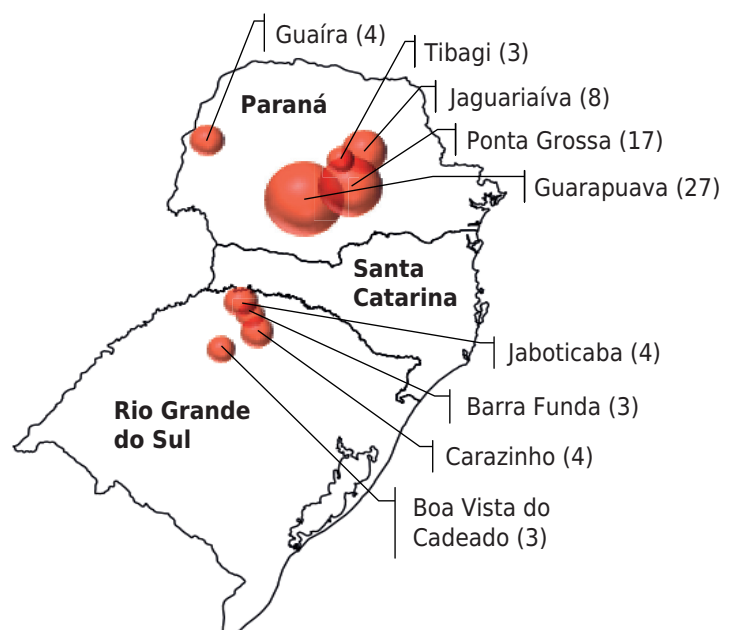 Guaíra (4)
Tibagi (3)
Paraná
Jaguariaíva (8)
Ponta Grossa (17)
Guarapuava (27)
Santa
Catarina
Jaboticaba (4)
Rio Grande
do Sul
Barra Funda (3)
Carazinho (4)
Boa Vista do
Cadeado (3)